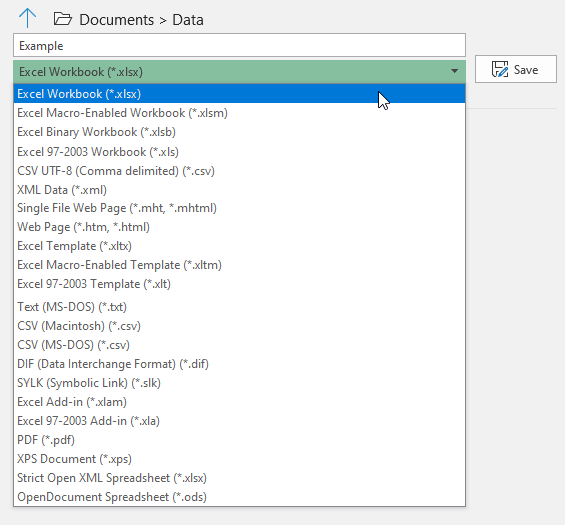 Documents > Data
Example
Excel Workbook (*.xlsx)
Save
Excel Workbook (*.xlsx)
Excel Macro-Enabled Workbook (*.xlsm)
Excel Binary Workbook (*.xlsb)
Excel 97-2003 Workbook (*.xls)
CSV UTF-8 (Comma delimited) (*.csv)
XML Data (*.xml)
Single File Web Page (*.mht, *.mhtml)
Web Page (*.htm, *.html)
Excel Template (*.xltx)
Excel Macro-Enabled Template (*.xltm)
Excel 97-2003 Template (*.xlt)
Text (MS-DOS) (*.txt)
CSV (Macintosh) (*.csv)
CSV (MS-DOS) (*.csv)
DIF (Data Interchange Format) (*.dif)
SYLK (Symbolic Link) (*.slk)
Excel Add-in (*.xlam)
Excel 97-2003 Add-in (*.xla)
PDF (*.pdf)
XPS Document (*.xps)
Strict Open XML Spreadsheet (*.xlsx)
OpenDocument Spreadsheet (*.ods)